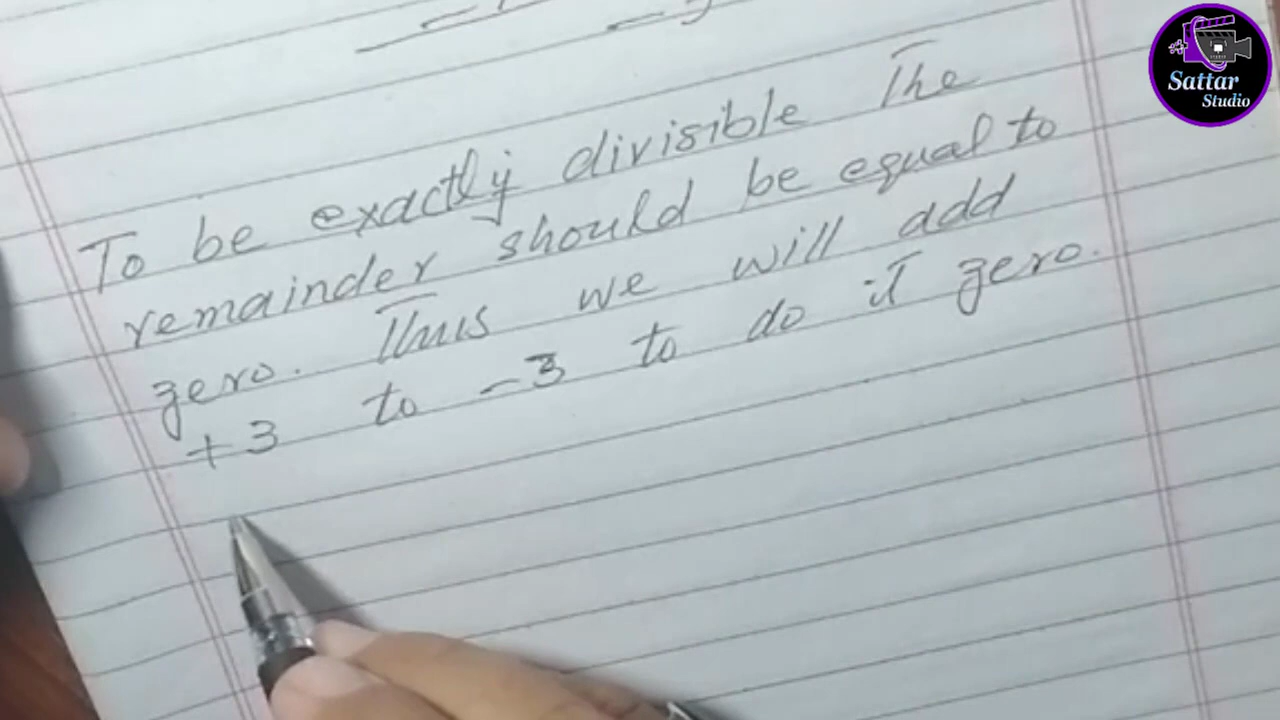 To be exactly divisible The
remainder should be equal to
zero. Thus we will add
+3 to -3 to do it zero.
Sattar
Studio